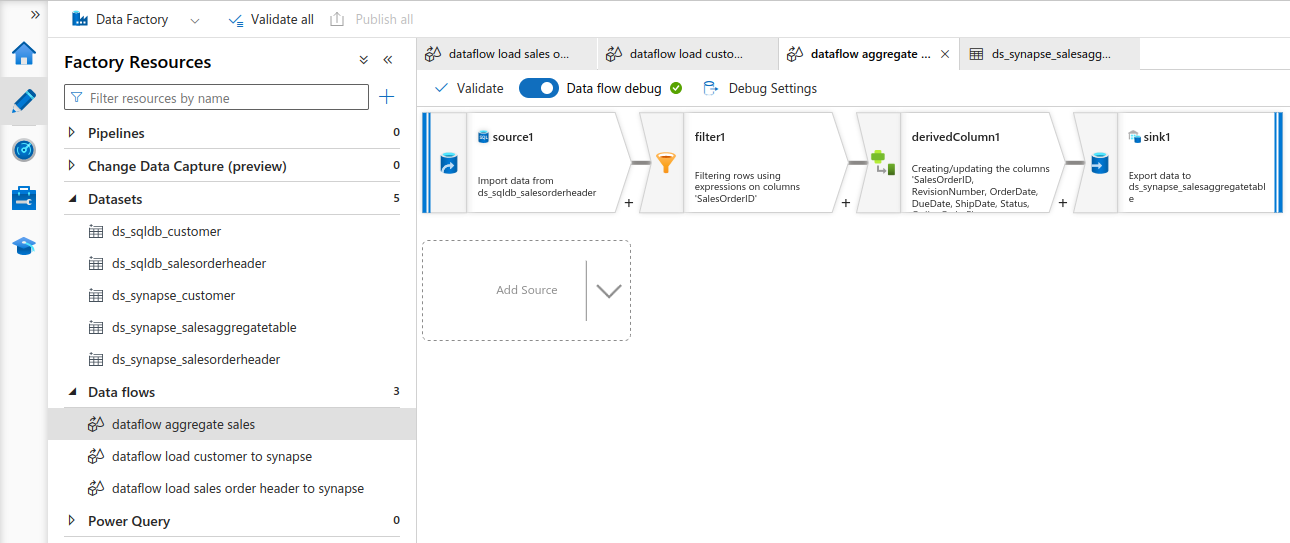 Data Factory
Validate all
Publish all
Factory Resources
Filter resources by name
Pipelines 0
Change Data Capture (preview) 0
Datasets 5
ds_sqldb_customer
ds_sqldb_salesorderheader
ds_synapse_customer
ds_synapse_salesaggregatetable
ds_synapse_salesorderheader
Data flows 3
dataflow aggregate sales
dataflow load customer to synapse
dataflow load sales order header to synapse
Power Query 0
dataflow load sales o...
dataflow load custo...
dataflow aggregate ...
ds_synapse_salesagg...
Validate
Data flow debug
Debug Settings
SQL
source1
Import data from
ds_sqldb_salesorderheader
+
filter1
Filtering rows using
expressions on columns
'SalesOrderID'
+
derivedColumn1
Creating/updating the columns
'SalesOrderID,
RevisionNumber, OrderDate,
DueDate, ShipDate, Status,
+
sink1
Export data to
ds_synapse_salesaggregatetabl
e
Add Source